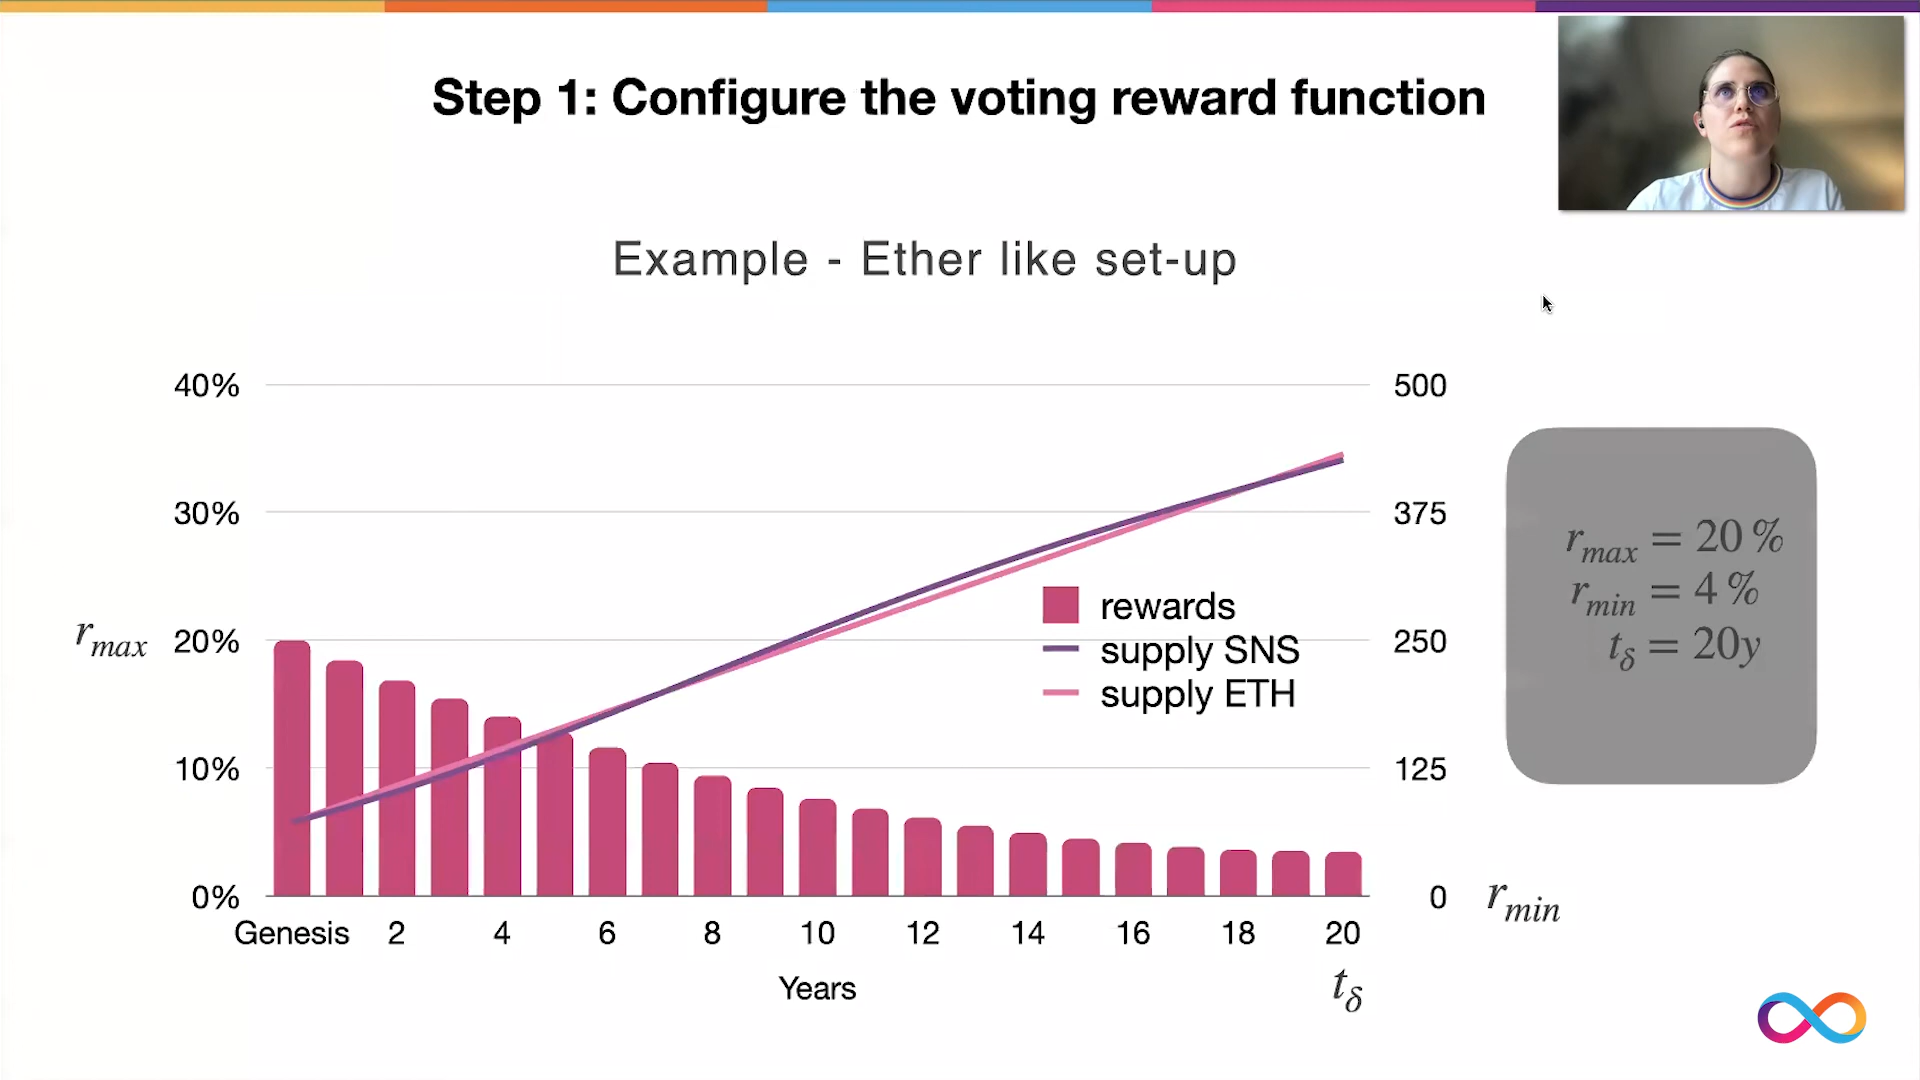 Step 1: Configure the voting reward function
Example - Ether like set-up
40%
30%
20%
10%
0%
r_max
500
375
250
125
0
r_min
rewards
supply SNS
supply ETH
r_max = 20 %
r_min = 4 %
t_δ = 20y
Genesis 2 4 6 8 10 12 14 16 18 20
Years
t_δ